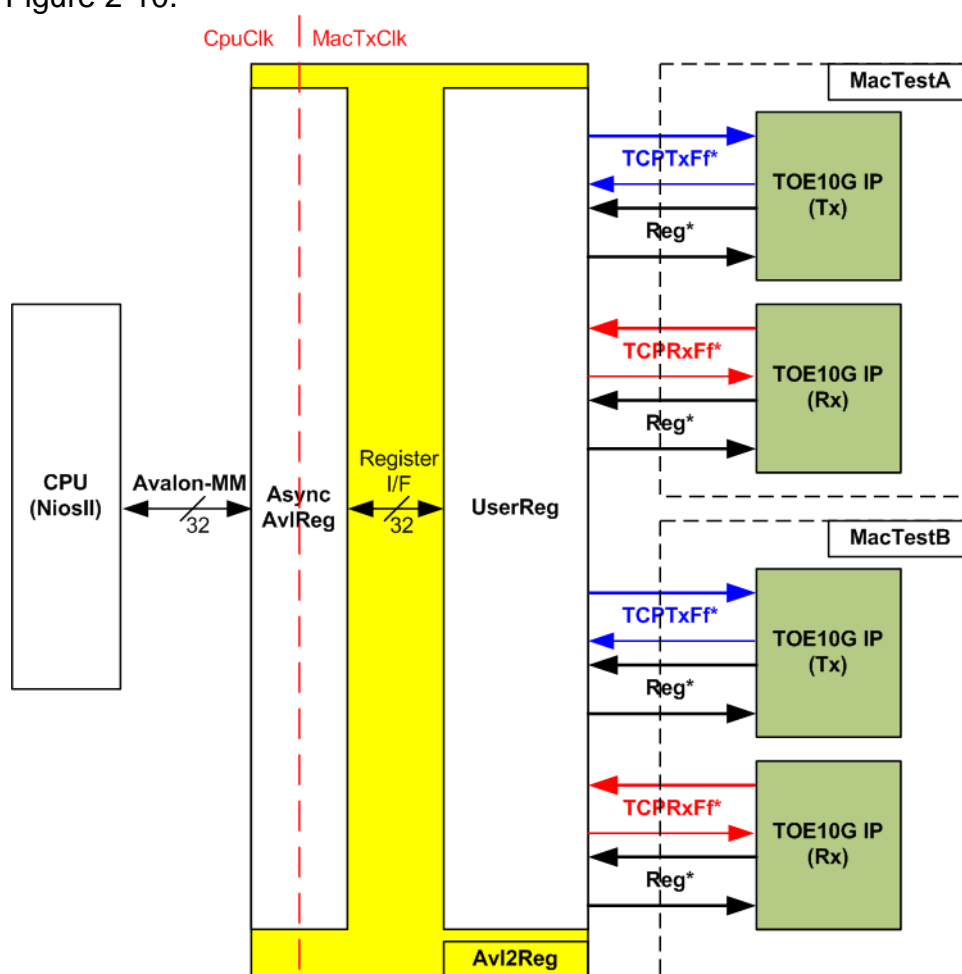 Figure 2-10.
CpuClk
MacTxClk
MacTestA
TCPTxFf*
Reg*
TOE10G IP
(Tx)
TCPRxFf*
Reg*
TOE10G IP
(Rx)
CPU
(NiosII)
Avalon-MM
32
Async
AvlReg
Register
I/F
32
UserReg
MacTestB
TCPTxFf*
Reg*
TOE10G IP
(Tx)
TCPRxFf*
Reg*
TOE10G IP
(Rx)
Avl2Reg